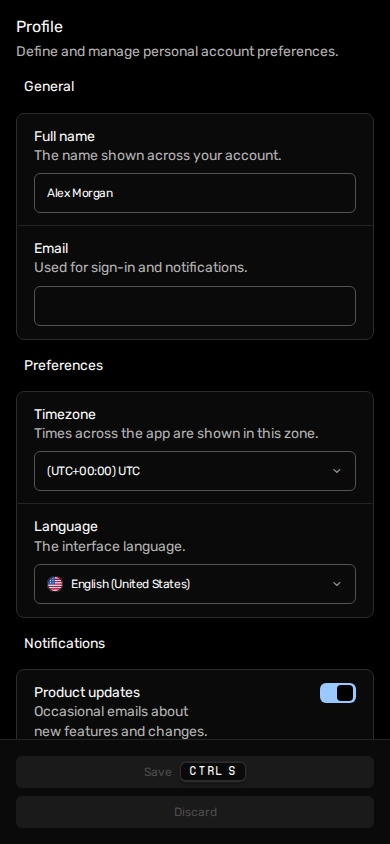 Profile
Define and manage personal account preferences.
General
Full name
The name shown across your account.
Alex Morgan
Email
Used for sign-in and notifications.
Preferences
Timezone
Times across the app are shown in this zone.
(UTC+00:00) UTC
Language
The interface language.
English (United States)
Notifications
Product updates
Occasional emails about
new features and changes.
Save CTRL S
Discard